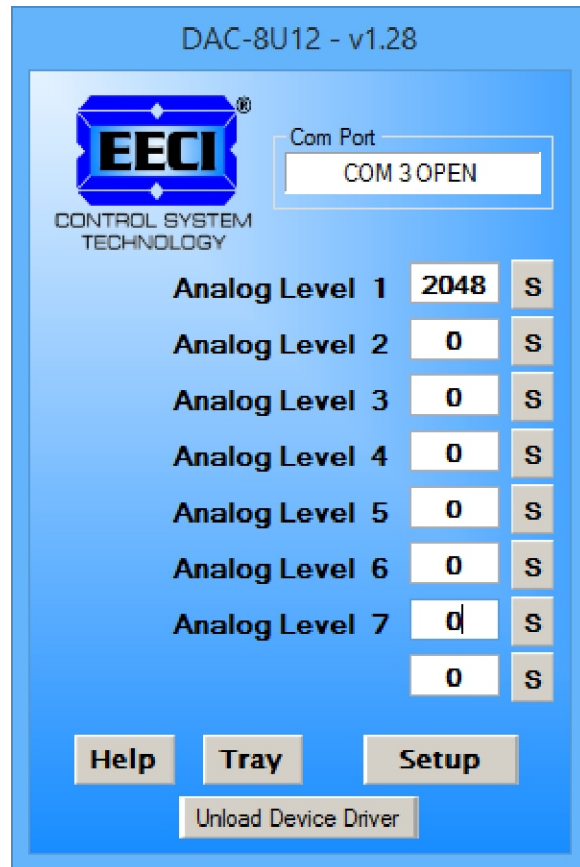 DAC-8U12 - v1.28
EECI ®
CONTROL SYSTEM
TECHNOLOGY
Com Port
COM 3 OPEN
Analog Level 1 2048 S
Analog Level 2 0 S
Analog Level 3 0 S
Analog Level 4 0 S
Analog Level 5 0 S
Analog Level 6 0 S
Analog Level 7 0 S
0 S
Help Tray Setup
Unload Device Driver